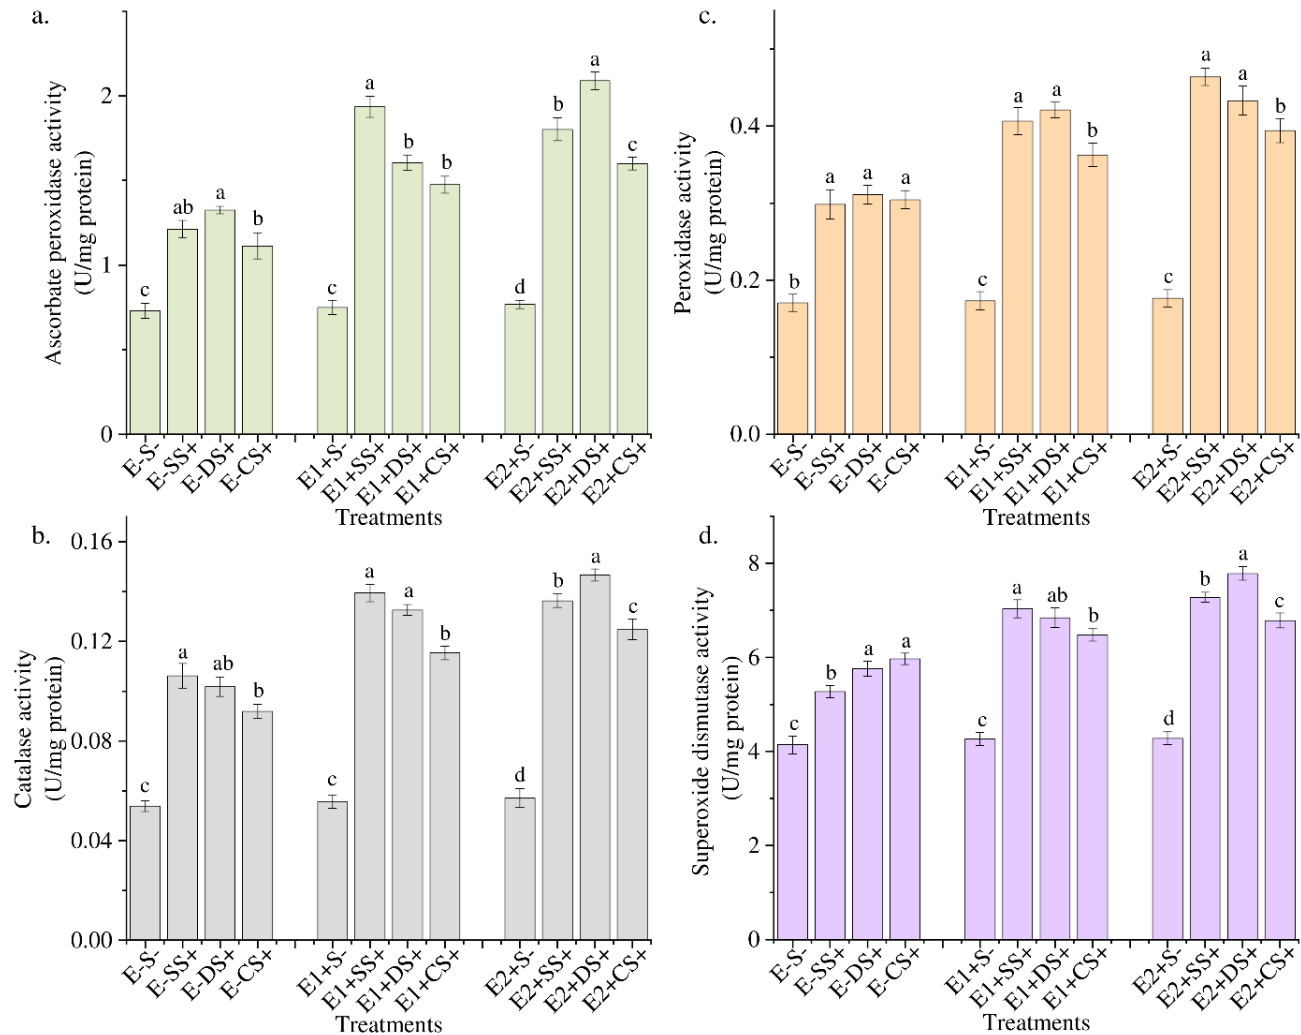 a.
Ascorbate peroxidase activity
(U/mg protein)
2
1
0
c
ab
a
b
c
a
b
b
d
b
a
c
E-S-
E-SS+
E-DS+
E-CS+
E1+S-
E1+SS+
E1+DS+
E1+CS+
E2+S-
E2+SS+
E2+DS+
E2+CS+
Treatments
c.
Peroxidase activity
(U/mg protein)
0.4
0.2
0.0
b
a
a
a
c
a
a
b
c
a
a
b
E-S-
E-SS+
E-DS+
E-CS+
E1+S-
E1+SS+
E1+DS+
E1+CS+
E2+S-
E2+SS+
E2+DS+
E2+CS+
Treatments
b.
Catalase activity
(U/mg protein)
0.16
0.12
0.08
0.04
0.00
c
a
ab
b
c
a
a
b
d
b
a
c
E-S-
E-SS+
E-DS+
E-CS+
E1+S-
E1+SS+
E1+DS+
E1+CS+
E2+S-
E2+SS+
E2+DS+
E2+CS+
Treatments
d.
Superoxide dismutase activity
(U/mg protein)
8
6
4
2
0
c
b
a
a
c
a
ab
b
d
b
a
c
E-S-
E-SS+
E-DS+
E-CS+
E1+S-
E1+SS+
E1+DS+
E1+CS+
E2+S-
E2+SS+
E2+DS+
E2+CS+
Treatments